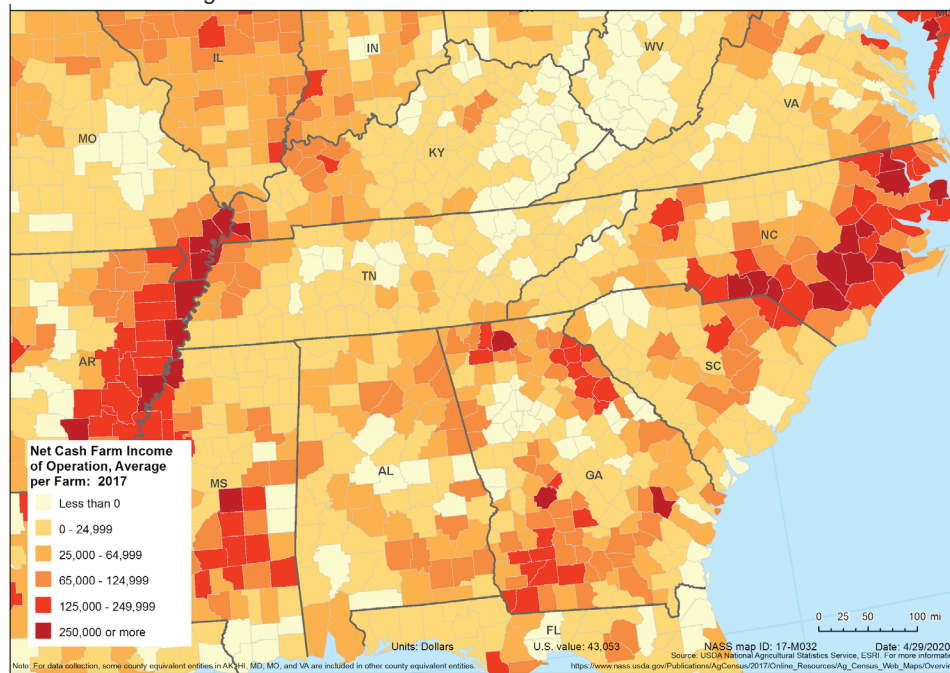 IN
WV
IL
VA
MO
KY
NC
TN
AR
SC
Net Cash Farm Income
of Operation, Average
per Farm: 2017
MS
AL
GA
Less than 0
0 - 24,999
25,000 - 64,999
65,000 - 124,999
125,000 - 249,999
250,000 or more
0 25 50 100 mi
FL
Units: Dollars U.S. value: 43,053 NASS map ID: 17-M032 Date: 4/29/2020
Source: USDA National Agricultural Statistics Service, ESRI. For more informatio
Note: For data collection, some county equivalent entities in AK, HI, MD, MO, and VA are included in other county equivalent entities. https://www.nass.usda.gov/Publications/AgCensus/2017/Online_Resources/Ag_Census_Web_Maps/Overvie